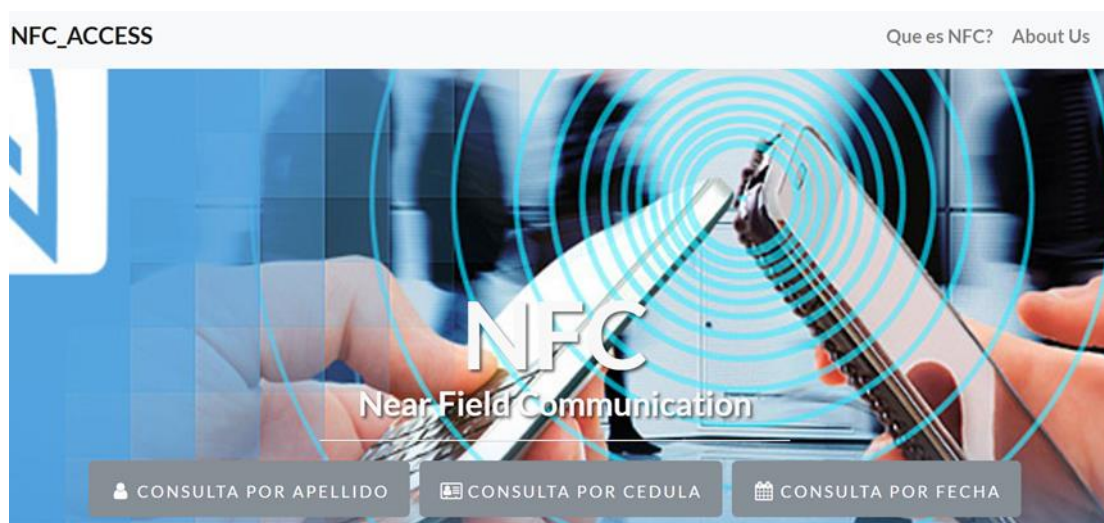 NFC_ACCESS
Que es NFC? About Us
NFC
Near Field Communication
CONSULTA POR APELLIDO
CONSULTA POR CEDULA
CONSULTA POR FECHA